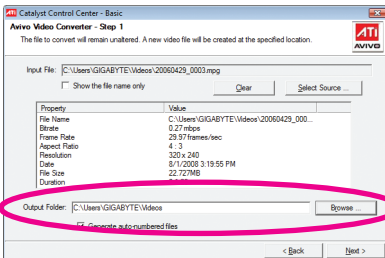 ATI Catalyst Control Center - Basic
Avivo Video Converter - Step 1
The file to convert will remain unaltered. A new video file will be created at the specified location.
ATI
AVIVO
Input File: C:\Users\GIGABYTE\Videos\20060429_0003.mpg
Show the file name only
Clear
Select Source ...
Property Value
File Name C:\Users\GIGABYTE\Videos\20060429_000...
Bitrate 0.27 mbps
Frame Rate 29.97 frames/sec
Aspect Ratio 4 : 3
Resolution 320 x 240
Date 8/1/2008 3:19:55 PM
File Size 22.727MB
Duration
Output Folder: C:\Users\GIGABYTE\Videos
Browse ...
Generate auto-numbered files
< Back
Next >